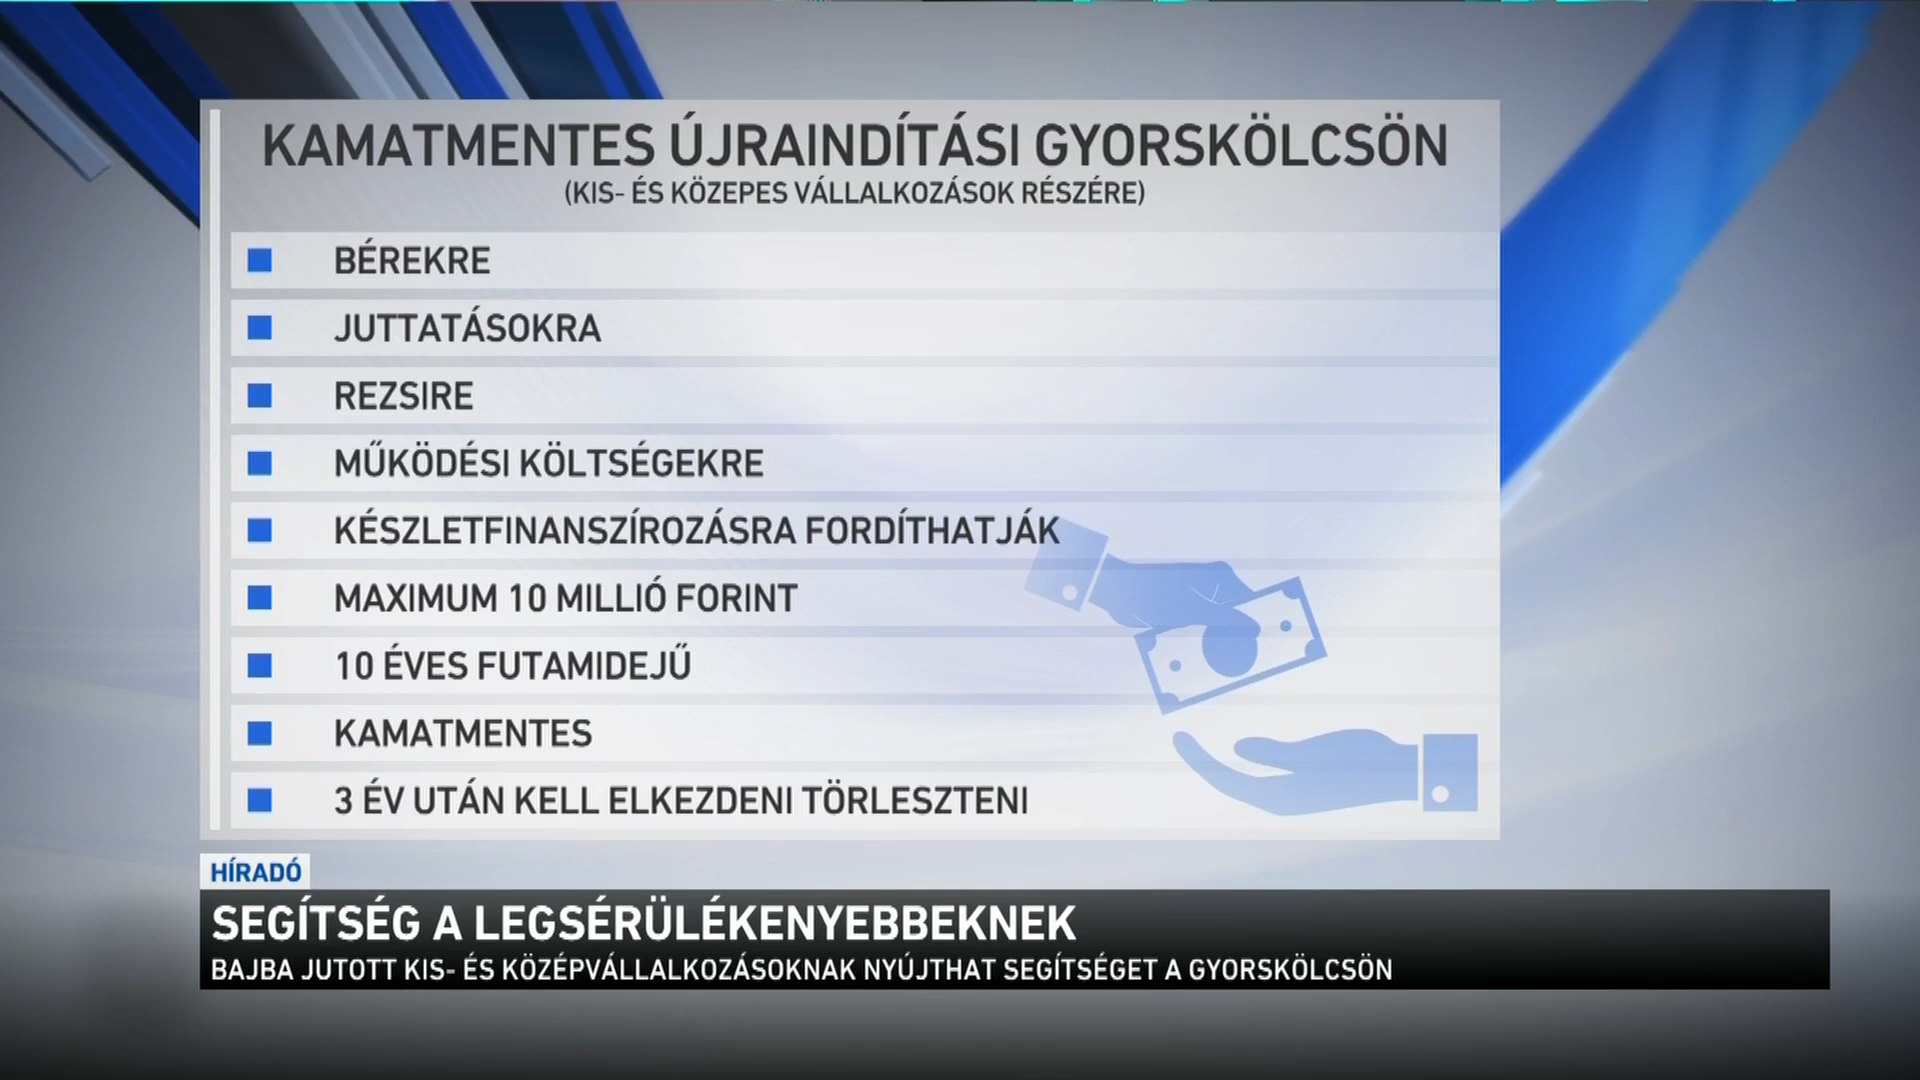 KAMATMENTES ÚJRAINDÍTÁSI GYORSKÖLCSÖN
(KIS- ÉS KÖZEPES VÁLLALKOZÁSOK RÉSZÉRE)
BÉREKRE
JUTTATÁSOKRA
REZSIRE
MŰKÖDÉSI KÖLTSÉGEKRE
KÉSZLETFINANSZÍROZÁSRA FORDÍTHATJÁK
MAXIMUM 10 MILLIÓ FORINT
10 ÉVES FUTAMIDEJŰ
KAMATMENTES
3 ÉV UTÁN KELL ELKEZDENI TÖRLESZTENI
HÍRADÓ
SEGÍTSÉG A LEGSÉRÜLÉKENYEBBEKNEK
BAJBA JUTOTT KIS- ÉS KÖZÉPVÁLLALKOZÁSOKNAK NYÚJTHAT SEGÍTSÉGET A GYORSKÖLCSÖN